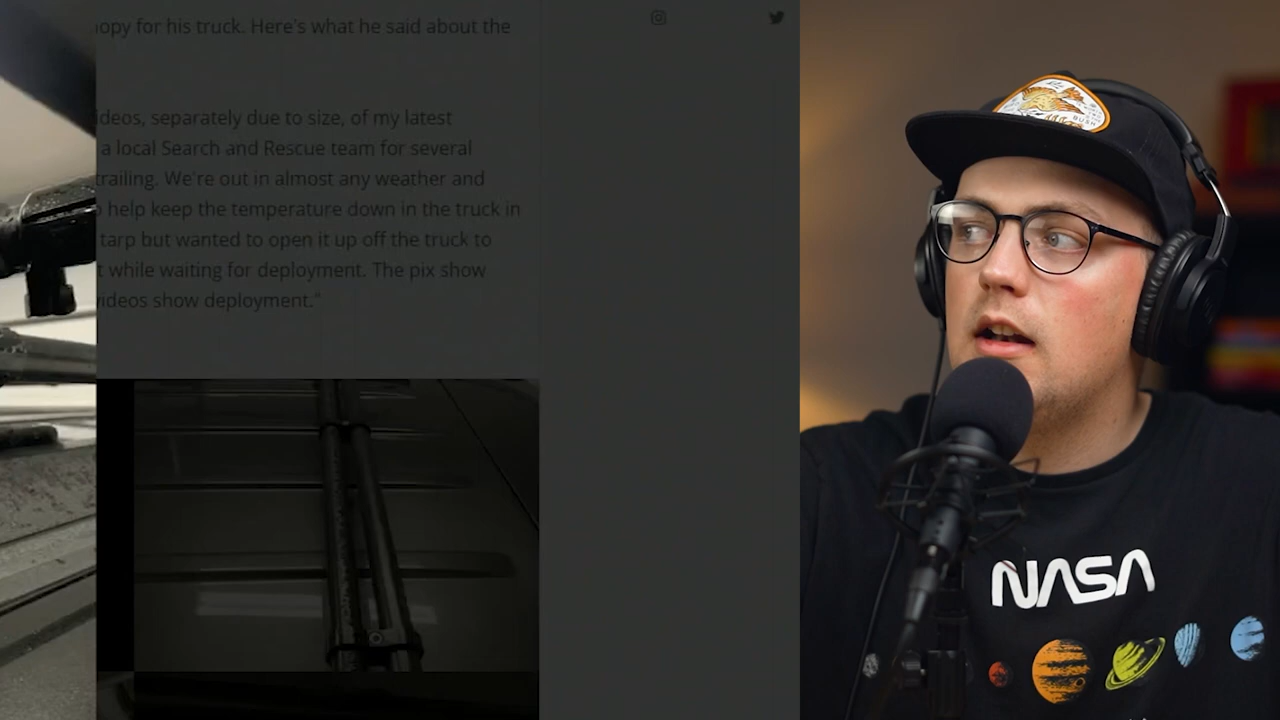 nopy for his truck. Here's what he said about the
ideos, separately due to size, of my latest
a local Search and Rescue team for several
trailing. We're out in almost any weather and
help keep the temperature down in the truck in
tarp but wanted to open it up off the truck to
t while waiting for deployment. The pix show
videos show deployment."
BUSH
NASA